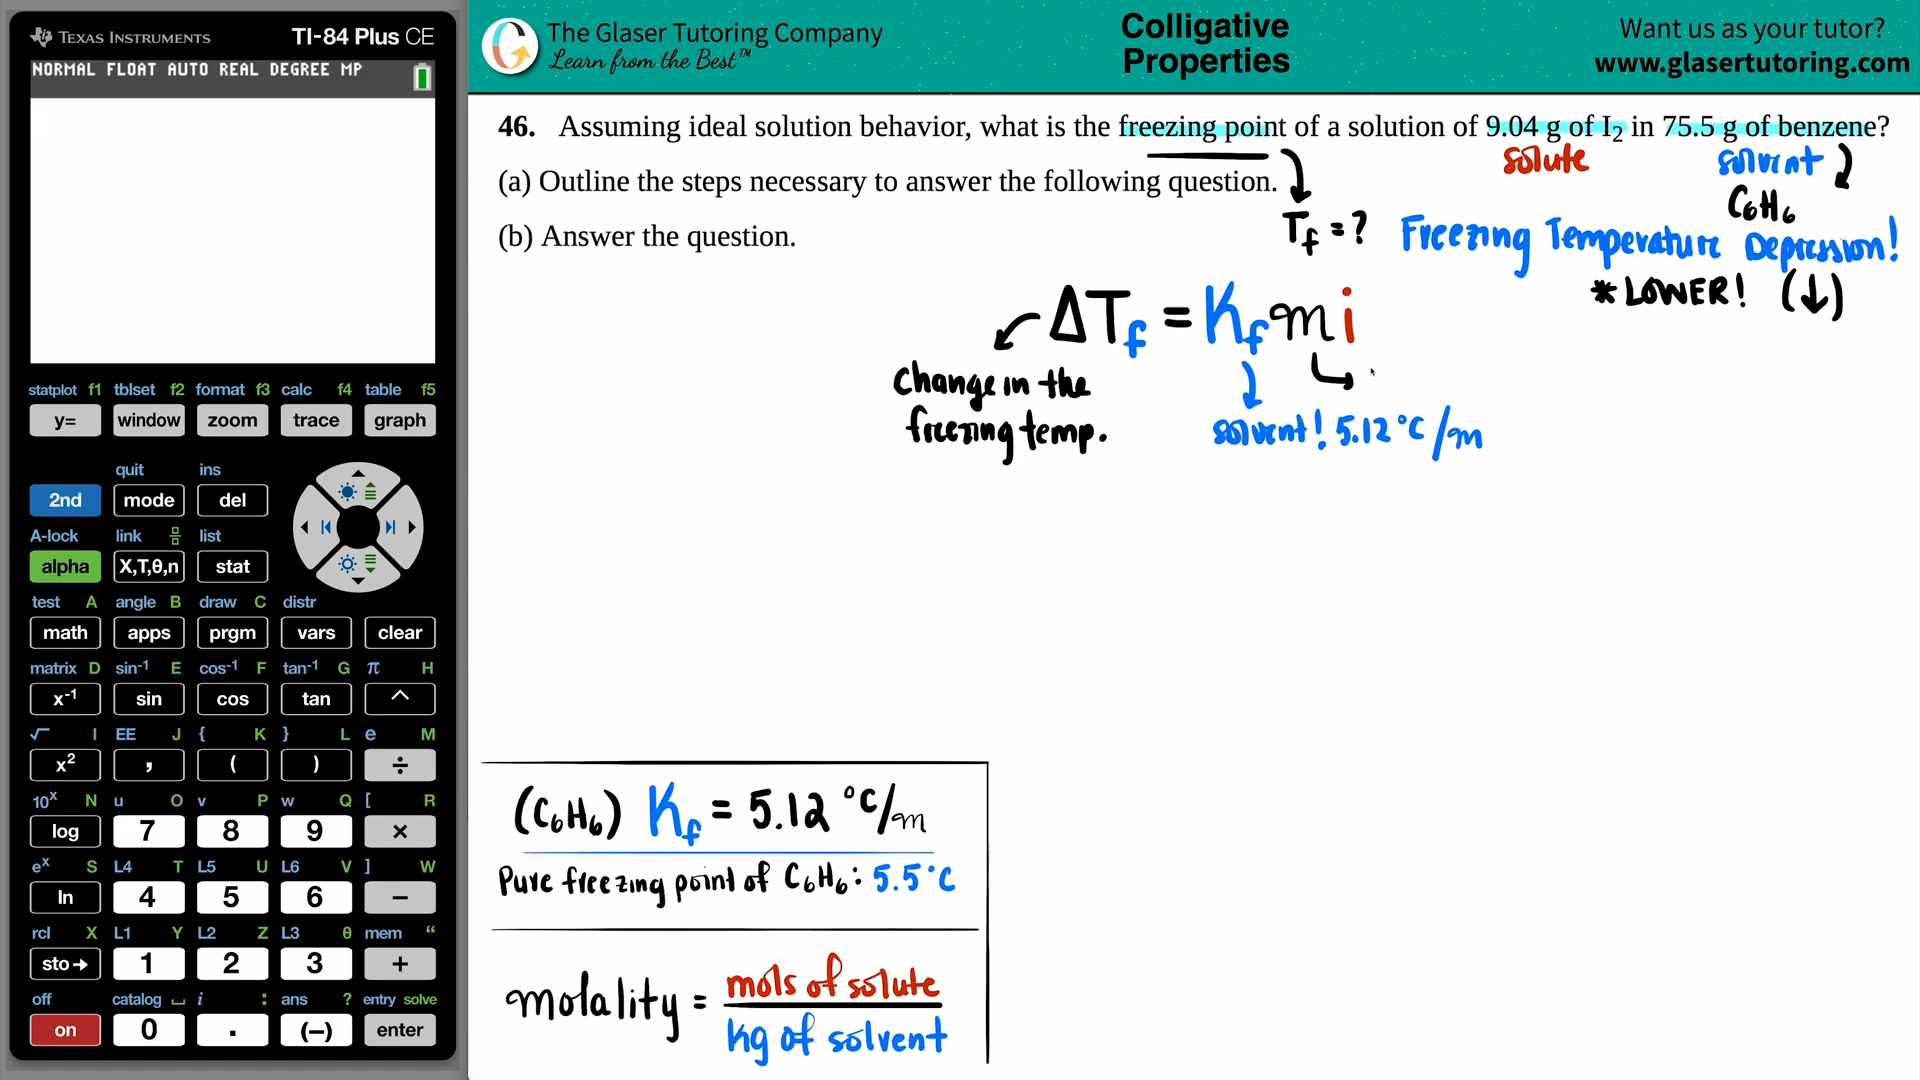 TEXAS INSTRUMENTS
TI-84 Plus CE
NORMAL FLOAT AUTO REAL DEGREE MP
statplot f1 tblset f2 format f3 calc f4 table f5
y= window zoom trace graph
quit ins
2nd mode del
A-lock link list
alpha X,T,θ,n stat
test A angle B draw C distr
math apps prgm vars clear
matrix D sin⁻¹ E cos⁻¹ F tan⁻¹ G π H
x⁻¹ sin cos tan ^
√ I EE J { K } L e M
x² , ( ) ÷
10ˣ N u O v P w Q [ R
log 7 8 9 ×
eˣ S L4 T L5 U L6 V ] W
ln 4 5 6 −
rcl X L1 Y L2 Z L3 θ mem “
sto→ 1 2 3 +
off catalog ⎵ i : ans ? entry solve
on 0 . (−) enter
The Glaser Tutoring Company
Learn from the Best™
Colligative
Properties
Want us as your tutor?
www.glasertutoring.com
46. Assuming ideal solution behavior, what is the freezing point of a solution of 9.04 g of I₂ in 75.5 g of benzene?
solute solvent
(a) Outline the steps necessary to answer the following question.
C₆H₆
(b) Answer the question.
T_f = ? Freezing Temperature Depression!
*LOWER! (↓)
ΔT_f = K_f m i
Change in the
freezing temp.
solvent! 5.12 °C/m
(C₆H₆) K_f = 5.12 °C/m
Pure freezing point of C₆H₆: 5.5°C
molality = mols of solute
kg of solvent